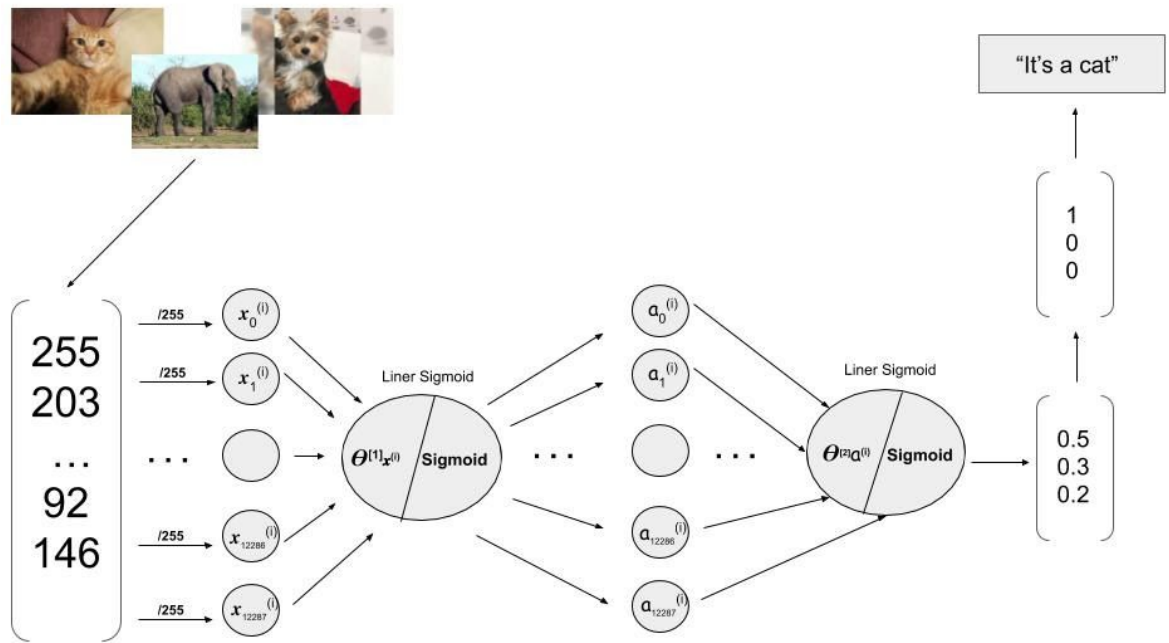 “It’s a cat”
1
0
0
255
203
...
92
146
/255
/255
/255
/255
x₀⁽ⁱ⁾
x₁⁽ⁱ⁾
...
x₁₂₂₈₆⁽ⁱ⁾
x₁₂₂₈₇⁽ⁱ⁾
Liner Sigmoid
Θ[1]x(i)
Sigmoid
...
a₀⁽ⁱ⁾
a₁⁽ⁱ⁾
...
a₁₂₂₈₆⁽ⁱ⁾
a₁₂₂₈₇⁽ⁱ⁾
Liner Sigmoid
Θ[2]a(i)
Sigmoid
0.5
0.3
0.2